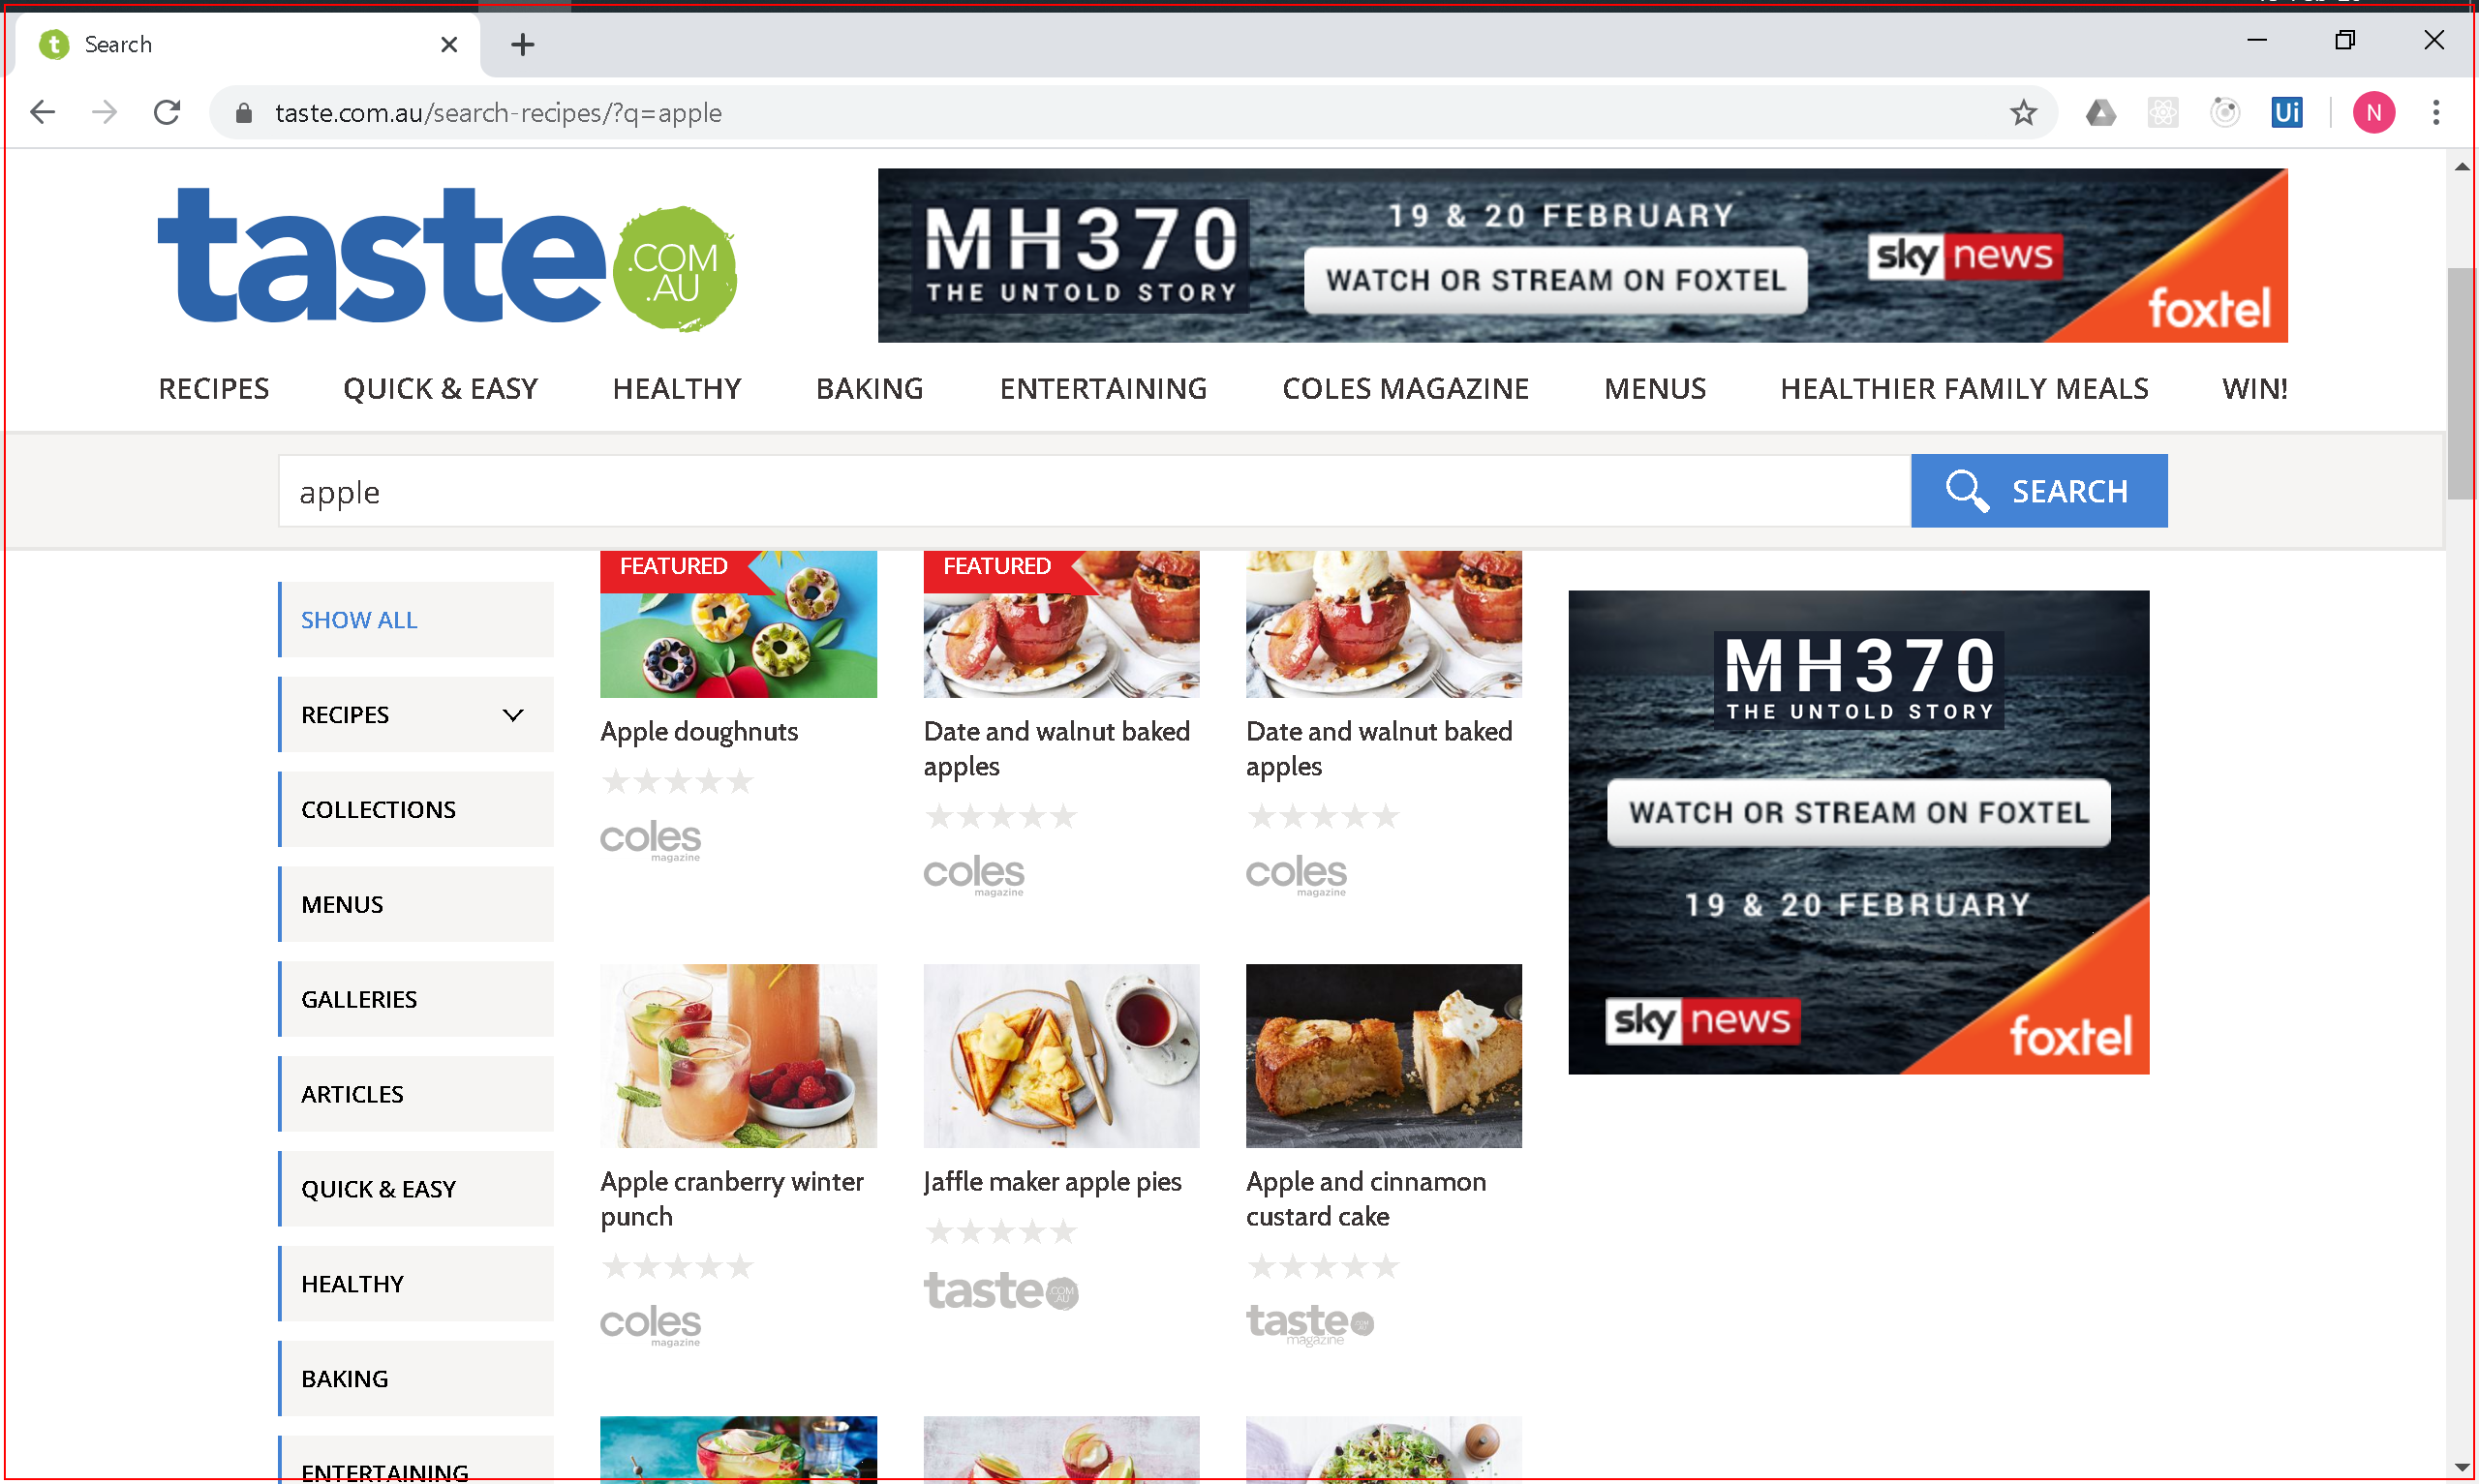 Search
taste.com.au/search-recipes/?q=apple
Ui
N
taste.COM.AU
MH370
THE UNTOLD STORY
19 & 20 FEBRUARY
WATCH OR STREAM ON FOXTEL
sky news
foxtel
RECIPES QUICK & EASY HEALTHY BAKING ENTERTAINING COLES MAGAZINE MENUS HEALTHIER FAMILY MEALS WIN!
apple
SEARCH
SHOW ALL
RECIPES
COLLECTIONS
MENUS
GALLERIES
ARTICLES
QUICK & EASY
HEALTHY
BAKING
ENTERTAINING
FEATURED
Apple doughnuts
coles
magazine
FEATURED
Date and walnut baked
apples
coles
magazine
Date and walnut baked
apples
coles
magazine
Apple cranberry winter
punch
coles
magazine
Jaffle maker apple pies
taste.COM.AU
Apple and cinnamon
custard cake
taste
magazine
MH370
THE UNTOLD STORY
WATCH OR STREAM ON FOXTEL
19 & 20 FEBRUARY
sky news
foxtel